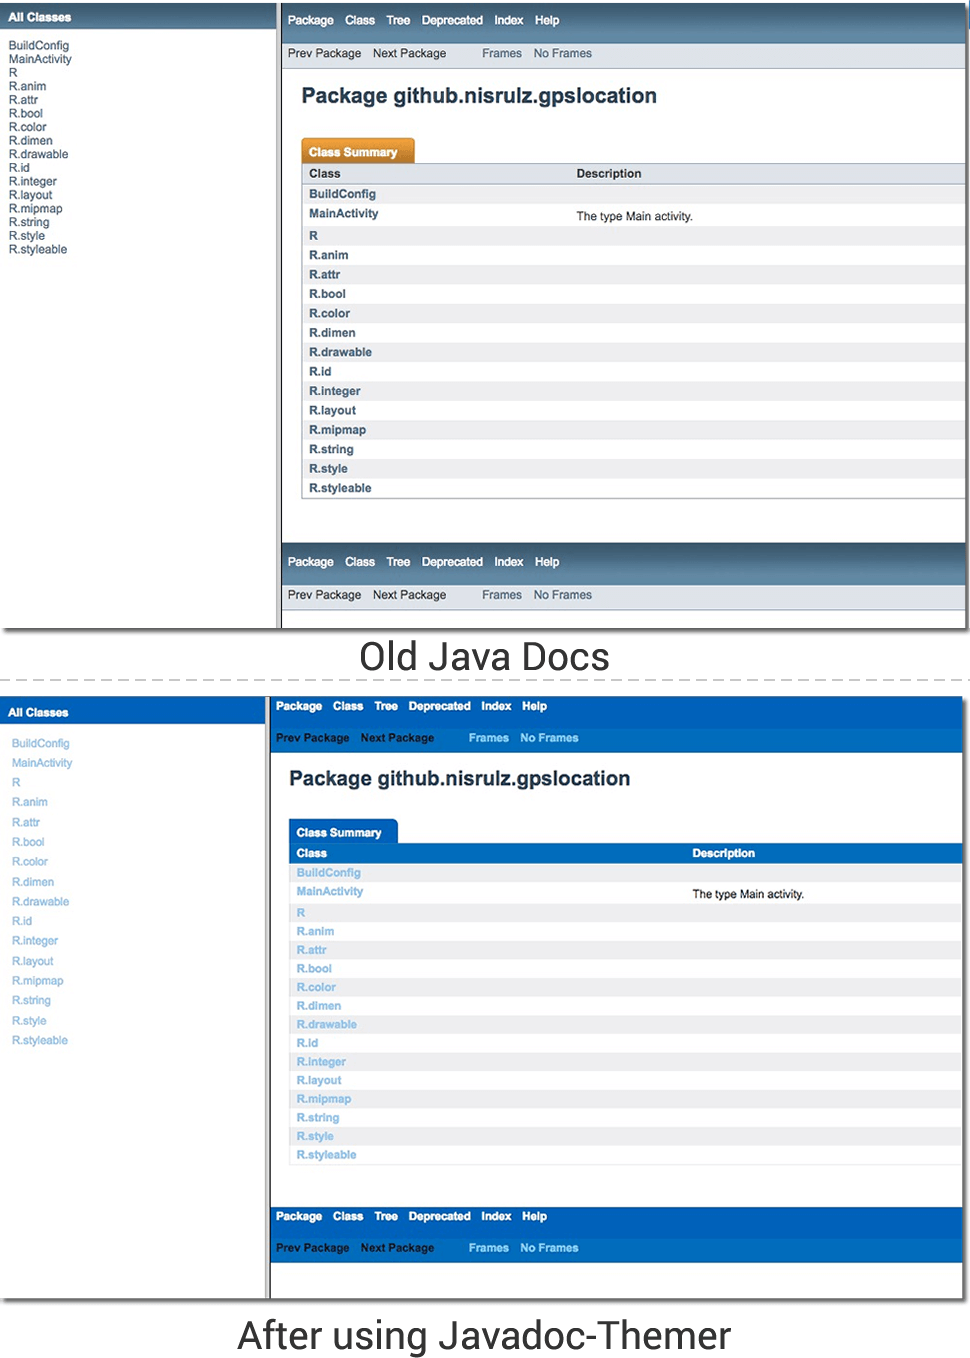 All Classes
BuildConfig
MainActivity
R
R.anim
R.attr
R.bool
R.color
R.dimen
R.drawable
R.id
R.integer
R.layout
R.mipmap
R.string
R.style
R.styleable
Package Class Tree Deprecated Index Help
Prev Package Next Package Frames No Frames
Package github.nisrulz.gpslocation
Class Summary
Class Description
BuildConfig
MainActivity The type Main activity.
R
R.anim
R.attr
R.bool
R.color
R.dimen
R.drawable
R.id
R.integer
R.layout
R.mipmap
R.string
R.style
R.styleable
Package Class Tree Deprecated Index Help
Prev Package Next Package Frames No Frames
Old Java Docs
All Classes
BuildConfig
MainActivity
R
R.anim
R.attr
R.bool
R.color
R.dimen
R.drawable
R.id
R.integer
R.layout
R.mipmap
R.string
R.style
R.styleable
Package Class Tree Deprecated Index Help
Prev Package Next Package Frames No Frames
Package github.nisrulz.gpslocation
Class Summary
Class Description
BuildConfig
MainActivity The type Main activity.
R
R.anim
R.attr
R.bool
R.color
R.dimen
R.drawable
R.id
R.integer
R.layout
R.mipmap
R.string
R.style
R.styleable
Package Class Tree Deprecated Index Help
Prev Package Next Package Frames No Frames
After using Javadoc-Themer